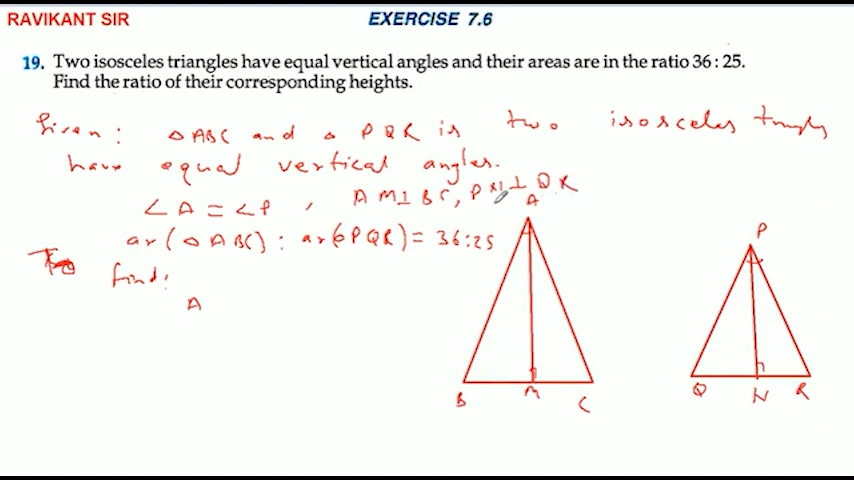 RAVIKANT SIR
EXERCISE 7.6
19. Two isosceles triangles have equal vertical angles and their areas are in the ratio 36 : 25.
Find the ratio of their corresponding heights.
Given : △ABC and △ PQR is two isosceles
have equal vertical angles.
∠A = ∠P , AM⊥BC, PN⊥QR
ar(△ABC) : ar(△PQR) = 36:25
To find:
A
A
B
M
C
P
Q
N
R